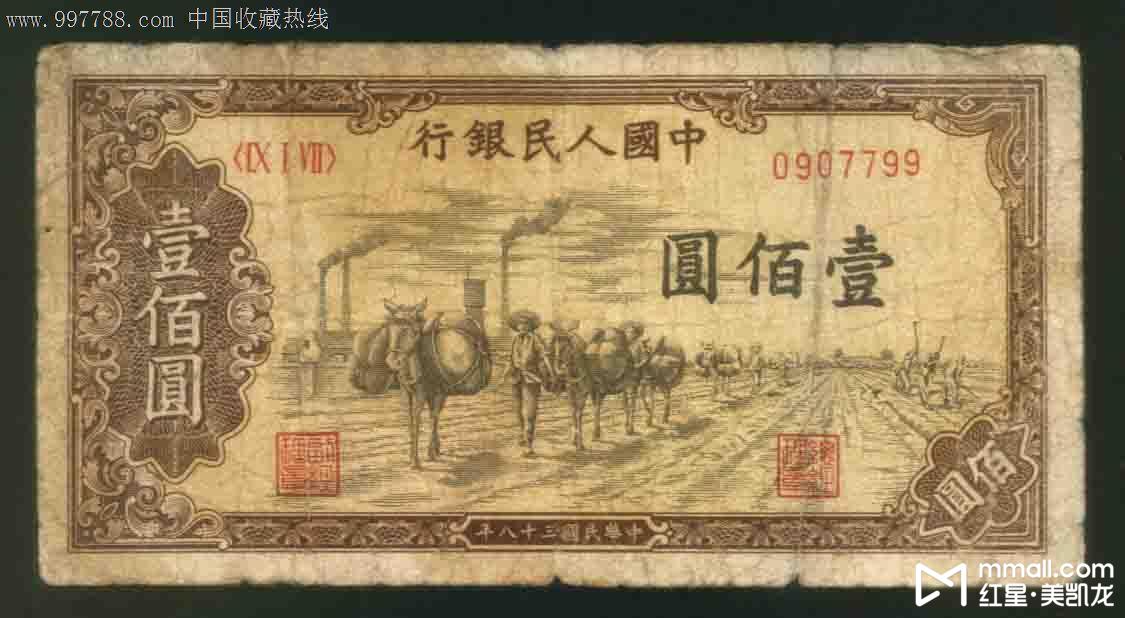 www.997788.com 中国收藏热线
行銀民人國中
〈IX I VII〉
0907799
圓佰壹
壹佰圓
佰圓
年八十三國民華中
mmall.com
红星·美凯龙